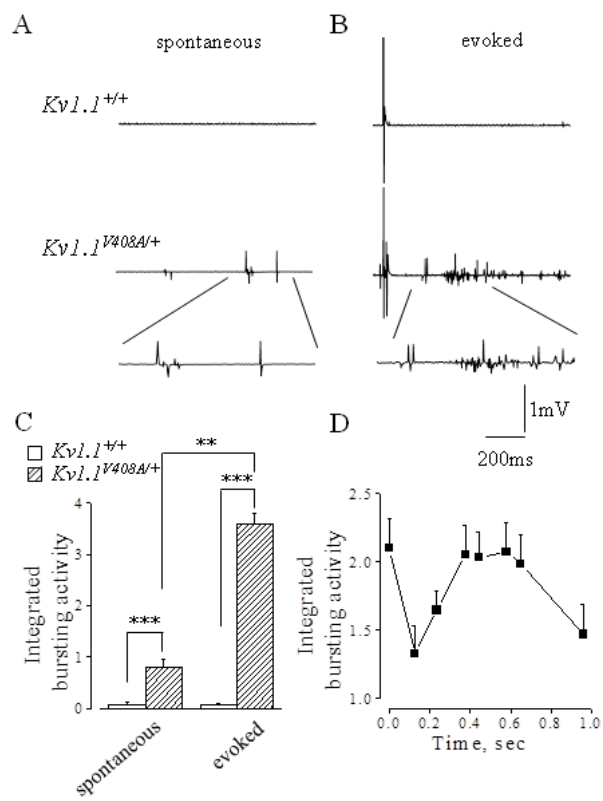 A
B
spontaneous
evoked
Kv1.1+/+
Kv1.1V408A/+
1mV
200ms
C
D
Kv1.1+/+
Kv1.1V408A/+
**
***
***
Integrated
bursting activity
4
3
2
1
0
spontaneous
evoked
Integrated
bursting activity
2.5
2.0
1.5
1.0
0.0 0.2 0.4 0.6 0.8 1.0
Time, sec